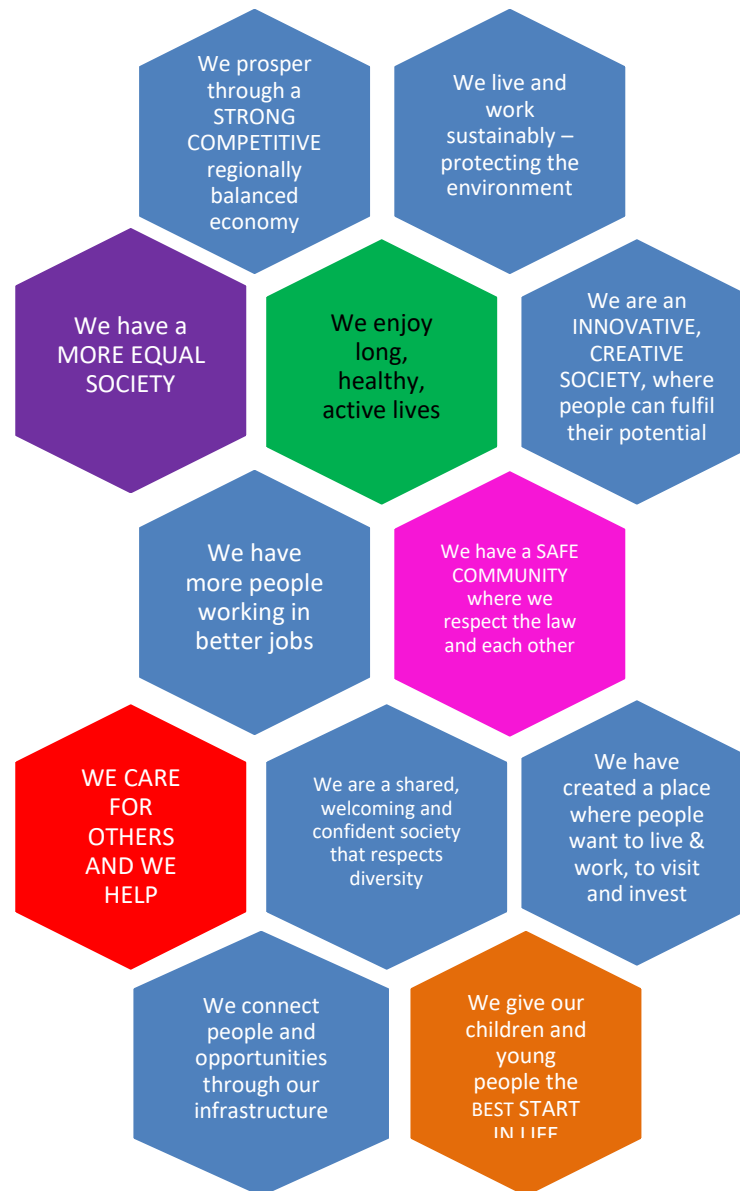 We prosper
through a
STRONG
COMPETITIVE
regionally
balanced
economy
We live and
work
sustainably –
protecting the
environment
We have a
MORE EQUAL
SOCIETY
We enjoy
long,
healthy,
active lives
We are an
INNOVATIVE,
CREATIVE
SOCIETY, where
people can fulfil
their potential
We have
more people
working in
better jobs
We have a SAFE
COMMUNITY
where we
respect the law
and each other
WE CARE
FOR
OTHERS
AND WE
HELP
We are a shared,
welcoming and
confident society
that respects
diversity
We have
created a place
where people
want to live &
work, to visit
and invest
We connect
people and
opportunities
through our
infrastructure
We give our
children and
young
people the
BEST START
IN LIFE